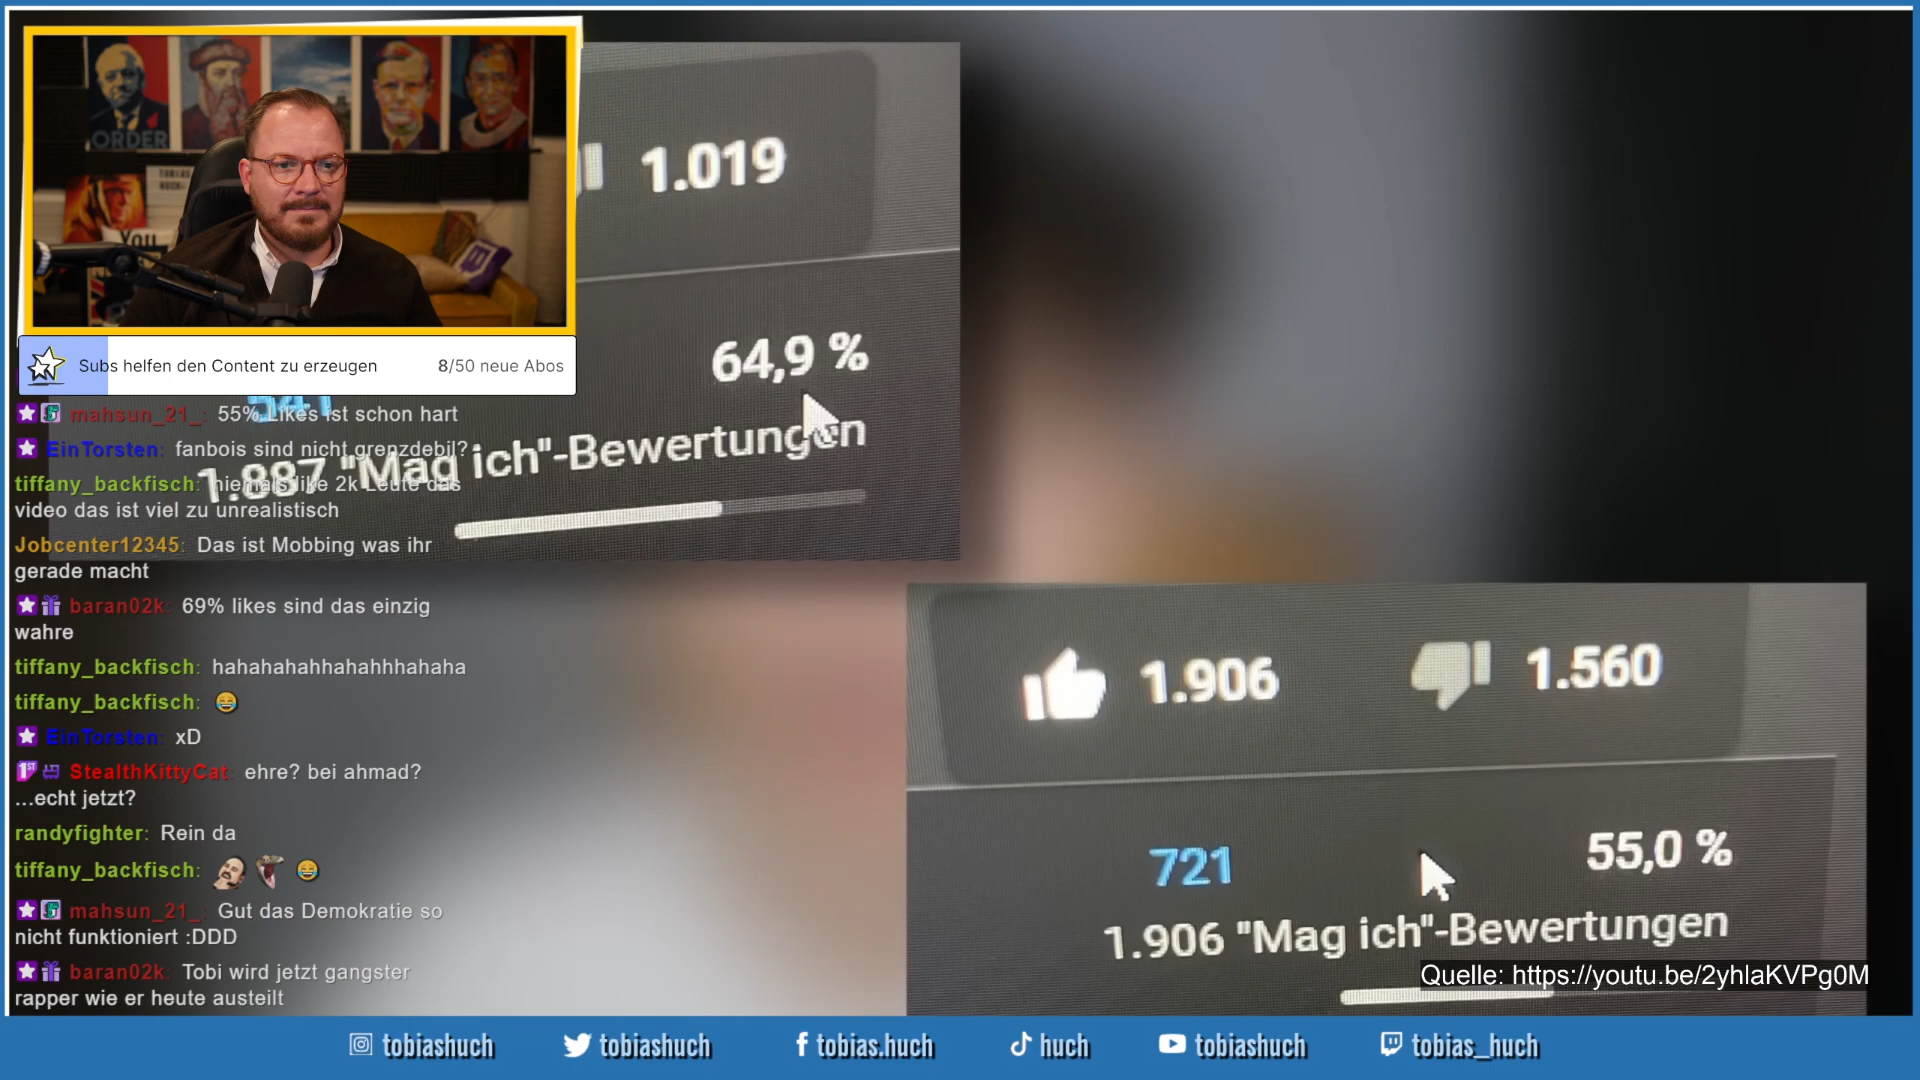 ORDER
TOBIAS
HUCH
YOU
1.019
64,9 %
541
1.887 "Mag ich"-Bewertungen
Subs helfen den Content zu erzeugen 8/50 neue Abos
mahsun_21_: 55% Likes ist schon hart
EinTorsten: fanbois sind nicht grenzdebil?
tiffany_backfisch: niemals like 2k Leute das
video das ist viel zu unrealistisch
Jobcenter12345: Das ist Mobbing was ihr
gerade macht
baran02k: 69% likes sind das einzig
wahre
tiffany_backfisch: hahahahahhahahhhahaha
tiffany_backfisch:
EinTorsten: xD
1ST StealthKittyCat: ehre? bei ahmad?
...echt jetzt?
randyfighter: Rein da
tiffany_backfisch:
mahsun_21_: Gut das Demokratie so
nicht funktioniert :DDD
baran02k: Tobi wird jetzt gangster
rapper wie er heute austeilt
1.906 1.560
721 55,0 %
1.906 "Mag ich"-Bewertungen
Quelle: https://youtu.be/2yhlaKVPg0M
tobiashuch tobiashuch tobias.huch huch tobiashuch tobias_huch